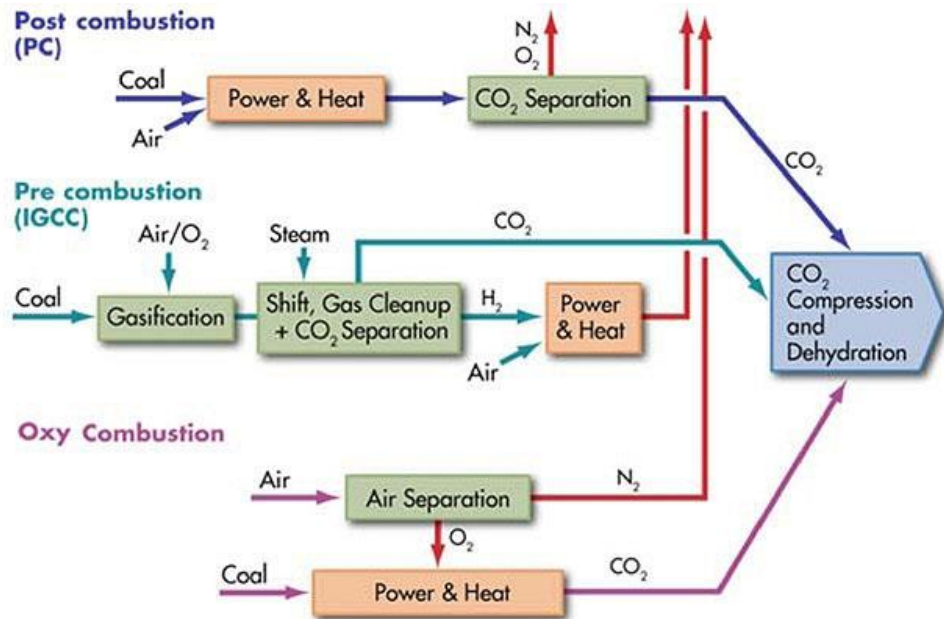 Post combustion
(PC)
Coal
Air
Power & Heat
CO₂ Separation
N₂
O₂
CO₂
Pre combustion
(IGCC)
Air/O₂
Steam
CO₂
Coal
Gasification
Shift, Gas Cleanup
+ CO₂ Separation
H₂
Air
Power
& Heat
CO₂
Compression
and
Dehydration
Oxy Combustion
Air
Air Separation
N₂
O₂
Coal
Power & Heat
CO₂